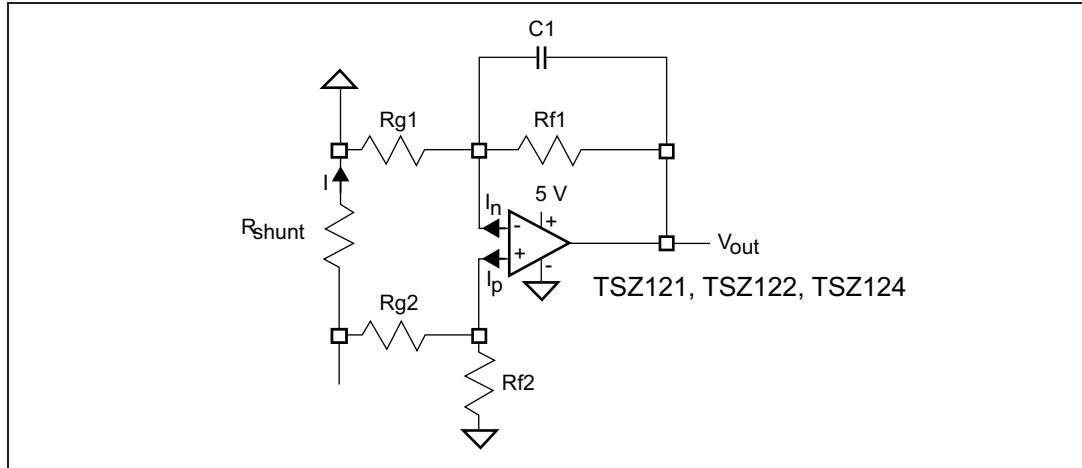 C1
Rg1
Rf1
I
In
5 V
+
-
Rshunt
+
-
Vout
Ip
TSZ121, TSZ122, TSZ124
Rg2
Rf2